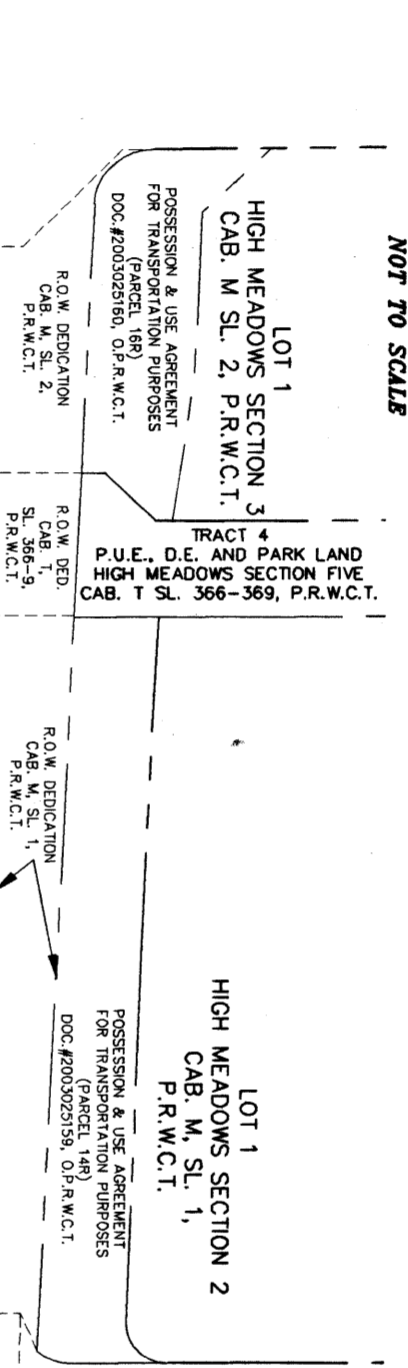 NOT TO SCALE
LOT 1
HIGH MEADOWS SECTION 3
CAB. M SL. 2, P.R.W.C.T.
POSSESSION & USE AGREEMENT
FOR TRANSPORTATION PURPOSES
(PARCEL 16R)
DOC.#2003025160, O.P.R.W.C.T.
R.O.W. DEDICATION
CAB. M, SL. 2,
P.R.W.C.T.
TRACT 4
P.U.E., D.E. AND PARK LAND
HIGH MEADOWS SECTION FIVE
CAB. T SL. 366-369, P.R.W.C.T.
R.O.W. DED.
CAB. T,
SL. 366-9,
P.R.W.C.T.
R.O.W. DEDICATION
CAB. M, SL. 1,
P.R.W.C.T.
LOT 1
HIGH MEADOWS SECTION 2
CAB. M, SL. 1,
P.R.W.C.T.
POSSESSION & USE AGREEMENT
FOR TRANSPORTATION PURPOSES
(PARCEL 14R)
DOC.#2003025159, O.P.R.W.C.T.